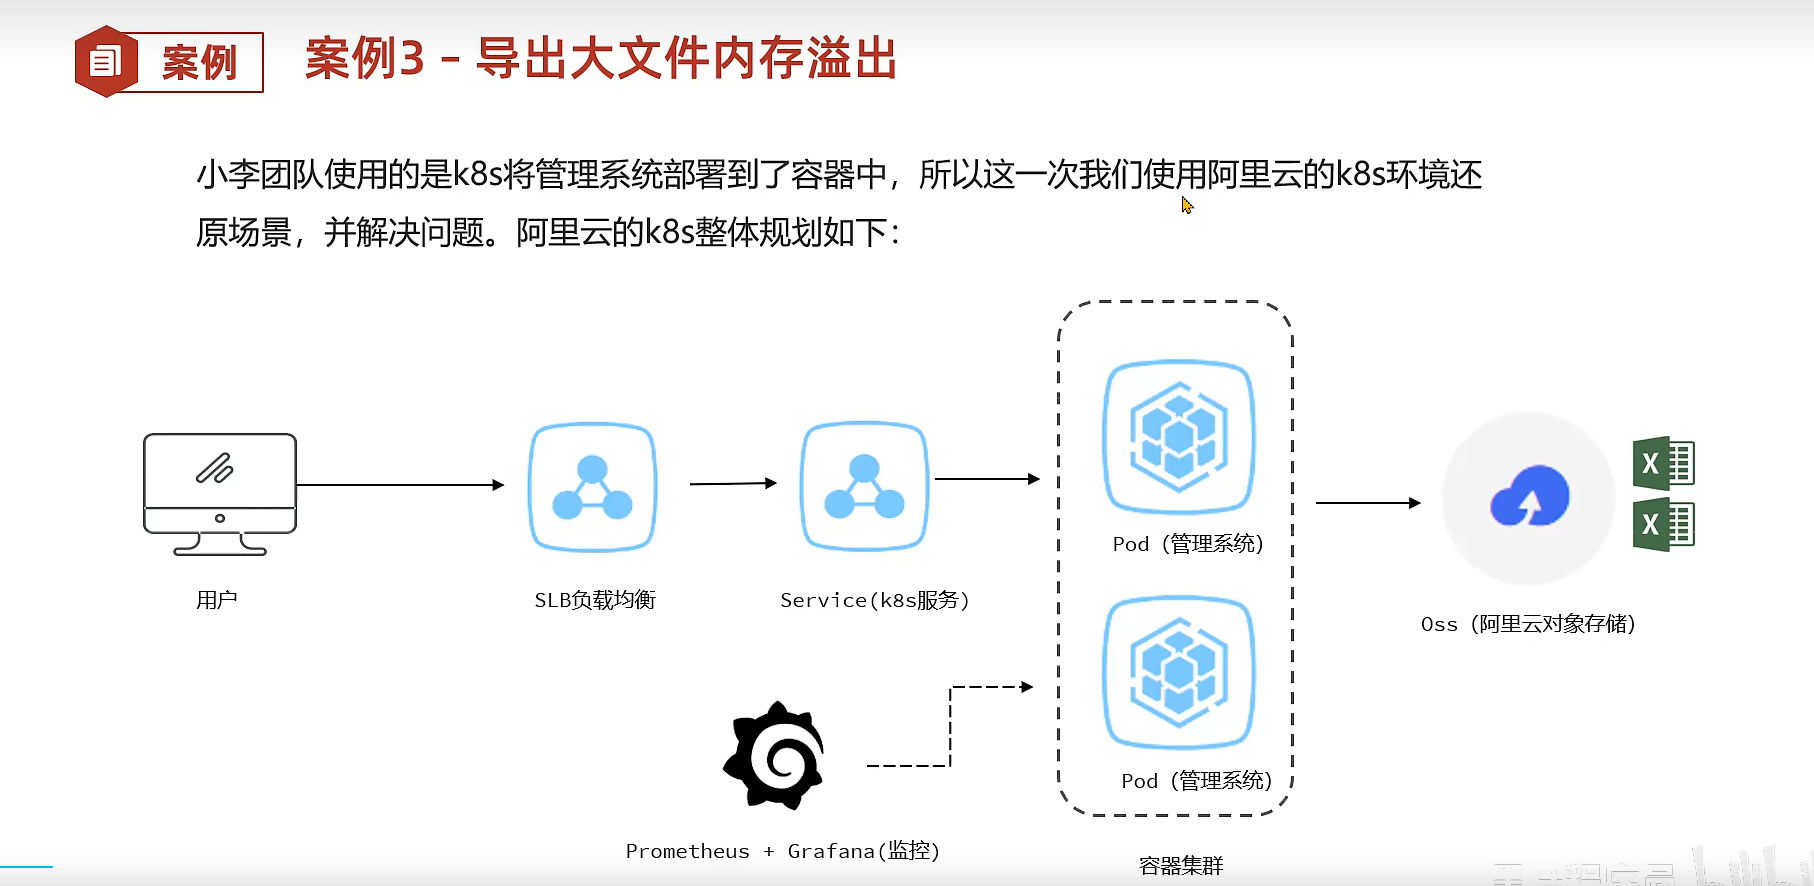 案例
案例3 - 导出大文件内存溢出
小李团队使用的是k8s将管理系统部署到了容器中，所以这一次我们使用阿里云的k8s环境还
原场景，并解决问题。阿里云的k8s整体规划如下：
用户
SLB负载均衡
Service(k8s服务)
Pod（管理系统）
Pod（管理系统）
容器集群
Oss（阿里云对象存储）
X
X
Prometheus + Grafana(监控)